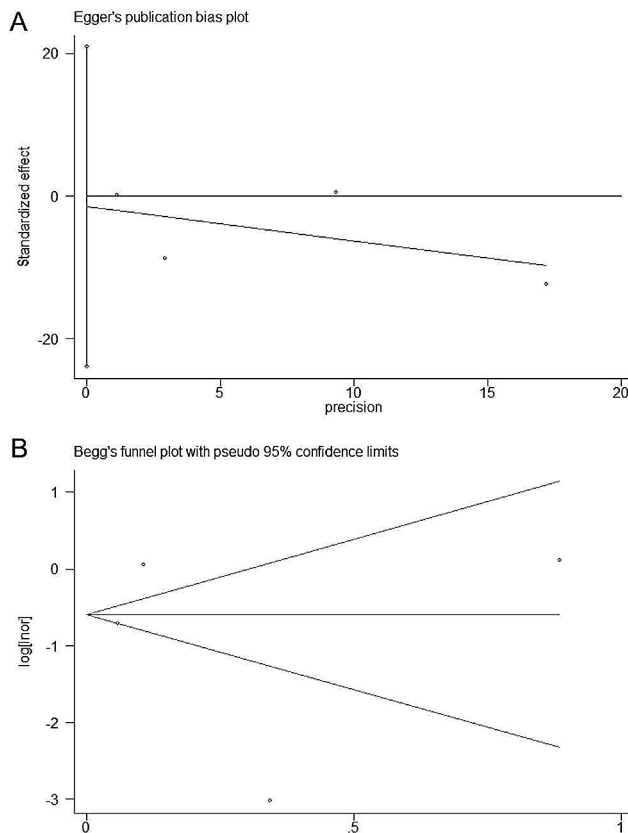 A
Egger's publication bias plot
20
0
-20
Standardized effect
0 5 10 15 20
precision
B
Begg's funnel plot with pseudo 95% confidence limits
1
0
-1
-2
-3
log[lnor]
0 .5 1